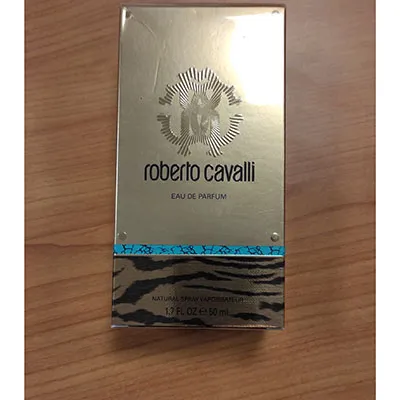 roberto cavalli
EAU DE PARFUM
NATURAL SPRAY VAPORISATEUR
1.7 FL OZ ℮ 50 ml